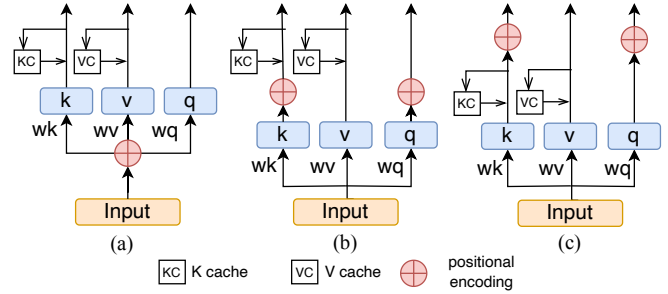 KC VC KC VC
KC VC
k v q
k v q
k v q
wk wv wq
wk wv wq
wk wv wq
Input Input Input
(a) (b) (c)
KC K cache VC V cache positional
encoding